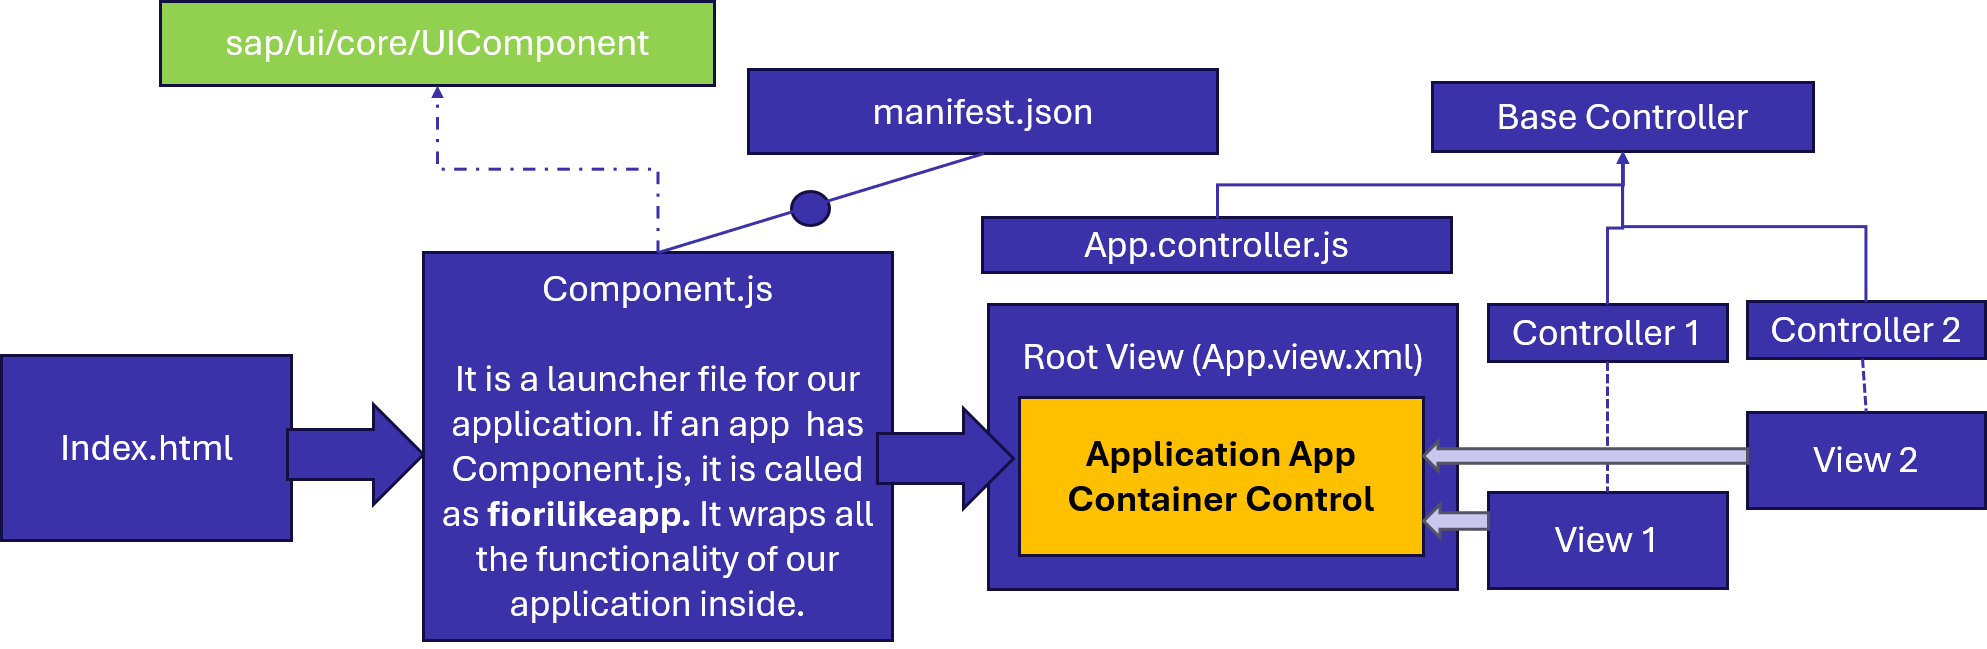 sap/ui/core/UIComponent
manifest.json
Base Controller
App.controller.js
Component.js
It is a launcher file for our
application. If an app  has
Component.js, it is called
as fiorilikeapp. It wraps all
the functionality of our
application inside.
Index.html
Root View (App.view.xml)
Application App
Container Control
Controller 1
Controller 2
View 2
View 1